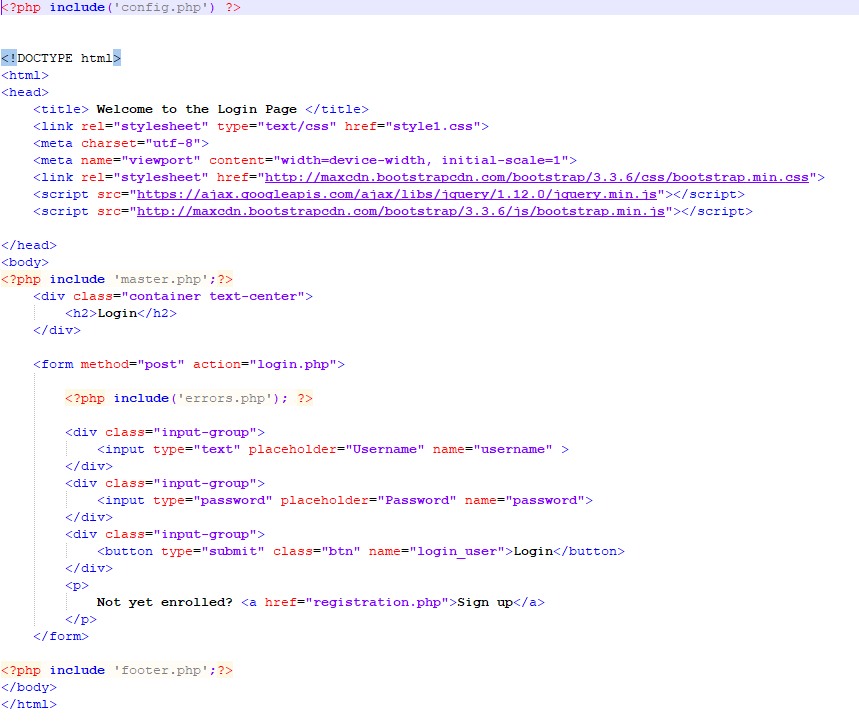 <?php include('config.php') ?>
<!DOCTYPE html>
<html>
<head>
<title> Welcome to the Login Page </title>
<link rel="stylesheet" type="text/css" href="style1.css">
<meta charset="utf-8">
<meta name="viewport" content="width=device-width, initial-scale=1">
<link rel="stylesheet" href="http://maxcdn.bootstrapcdn.com/bootstrap/3.3.6/css/bootstrap.min.css">
<script src="https://ajax.googleapis.com/ajax/libs/jquery/1.12.0/jquery.min.js"></script>
<script src="http://maxcdn.bootstrapcdn.com/bootstrap/3.3.6/js/bootstrap.min.js"></script>
</head>
<body>
<?php include 'master.php';?>
<div class="container text-center">
<h2>Login</h2>
</div>
<form method="post" action="login.php">
<?php include('errors.php'); ?>
<div class="input-group">
<input type="text" placeholder="Username" name="username" >
</div>
<div class="input-group">
<input type="password" placeholder="Password" name="password">
</div>
<div class="input-group">
<button type="submit" class="btn" name="login_user">Login</button>
</div>
<p>
Not yet enrolled? <a href="registration.php">Sign up</a>
</p>
</form>
<?php include 'footer.php';?>
</body>
</html>